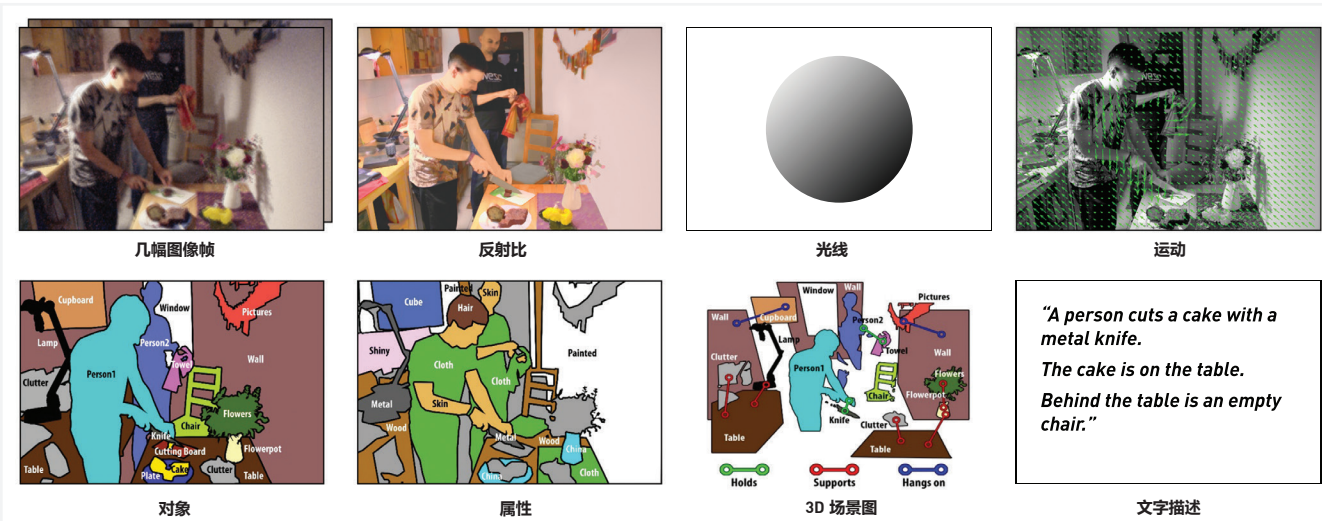 几幅图像帧
反射比
光线
运动
Cupboard
Window
Pictures
Lamp
Person2
Wall
Towel
Person1
Clutter
Flowers
Chair
Knife
Flowerpot
Cutting Board
Table
Cake
Plate
Clutter
Table
对象
Painted
Skin
Cube
Hair
Shiny
Painted
Cloth
Cloth
Metal
Skin
Wood
Metal
Wood
China
China
Cloth
属性
Window
Wall
Pictures
Wall
Cupboard
Person2
Lamp
Towel
Wall
Clutter
Person1
Flowers
Chair
Flowerpot
Knife
Clutter
Table
Table
Holds
Supports
Hangs on
3D 场景图
“A person cuts a cake with a
metal knife.
The cake is on the table.
Behind the table is an empty
chair.”
文字描述